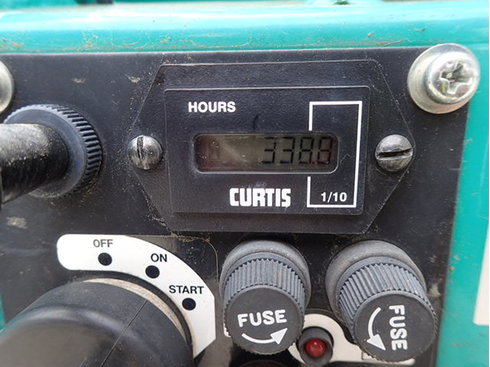 HOURS
338.8
CURTIS
1/10
OFF
ON
START
FUSE
FUSE